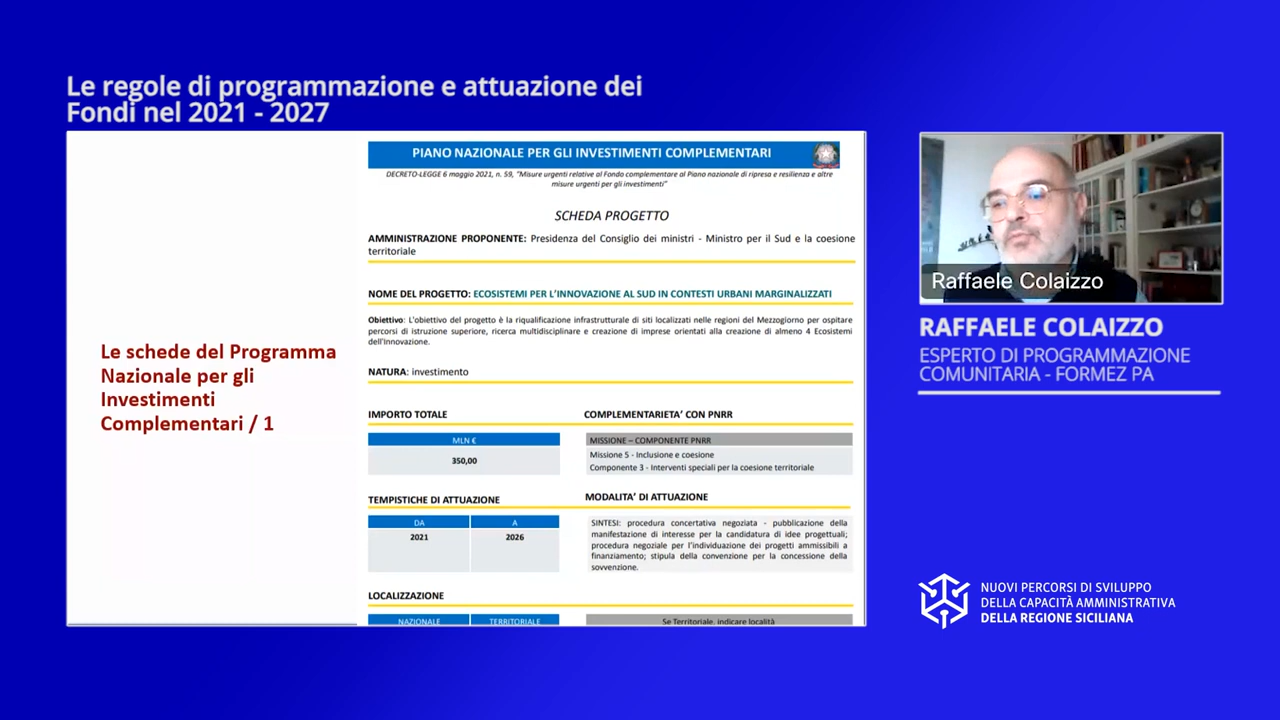 Le regole di programmazione e attuazione dei
Fondi nel 2021 - 2027
Le schede del Programma
Nazionale per gli
Investimenti
Complementari / 1
PIANO NAZIONALE PER GLI INVESTIMENTI COMPLEMENTARI
DECRETO-LEGGE 6 maggio 2021, n. 59, "Misure urgenti relative al Fondo complementare al Piano nazionale di ripresa e resilienza e altre
misure urgenti per gli investimenti"
SCHEDA PROGETTO
AMMINISTRAZIONE PROPONENTE: Presidenza del Consiglio dei ministri - Ministro per il Sud e la coesione
territoriale
NOME DEL PROGETTO: ECOSISTEMI PER L'INNOVAZIONE AL SUD IN CONTESTI URBANI MARGINALIZZATI
Obiettivo: L'obiettivo del progetto è la riqualificazione infrastrutturale di siti localizzati nelle regioni del Mezzogiorno per ospitare
percorsi di istruzione superiore, ricerca multidisciplinare e creazione di imprese orientati alla creazione di almeno 4 Ecosistemi
dell'Innovazione.
NATURA: investimento
IMPORTO TOTALE
MLN €
350,00
COMPLEMENTARIETA' CON PNRR
MISSIONE – COMPONENTE PNRR
Missione 5 - Inclusione e coesione
Componente 3 - Interventi speciali per la coesione territoriale
TEMPISTICHE DI ATTUAZIONE
DA A
2021 2026
MODALITA' DI ATTUAZIONE
SINTESI: procedura concertativa negoziata - pubblicazione della
manifestazione di interesse per la candidatura di idee progettuali;
procedura negoziale per l'individuazione dei progetti ammissibili a
finanziamento; stipula della convenzione per la concessione della
sovvenzione.
LOCALIZZAZIONE
NAZIONALE TERRITORIALE
Se Territoriale, indicare località
Raffaele Colaizzo
RAFFAELE COLAIZZO
ESPERTO DI PROGRAMMAZIONE
COMUNITARIA - FORMEZ PA
NUOVI PERCORSI DI SVILUPPO
DELLA CAPACITÀ AMMINISTRATIVA
DELLA REGIONE SICILIANA